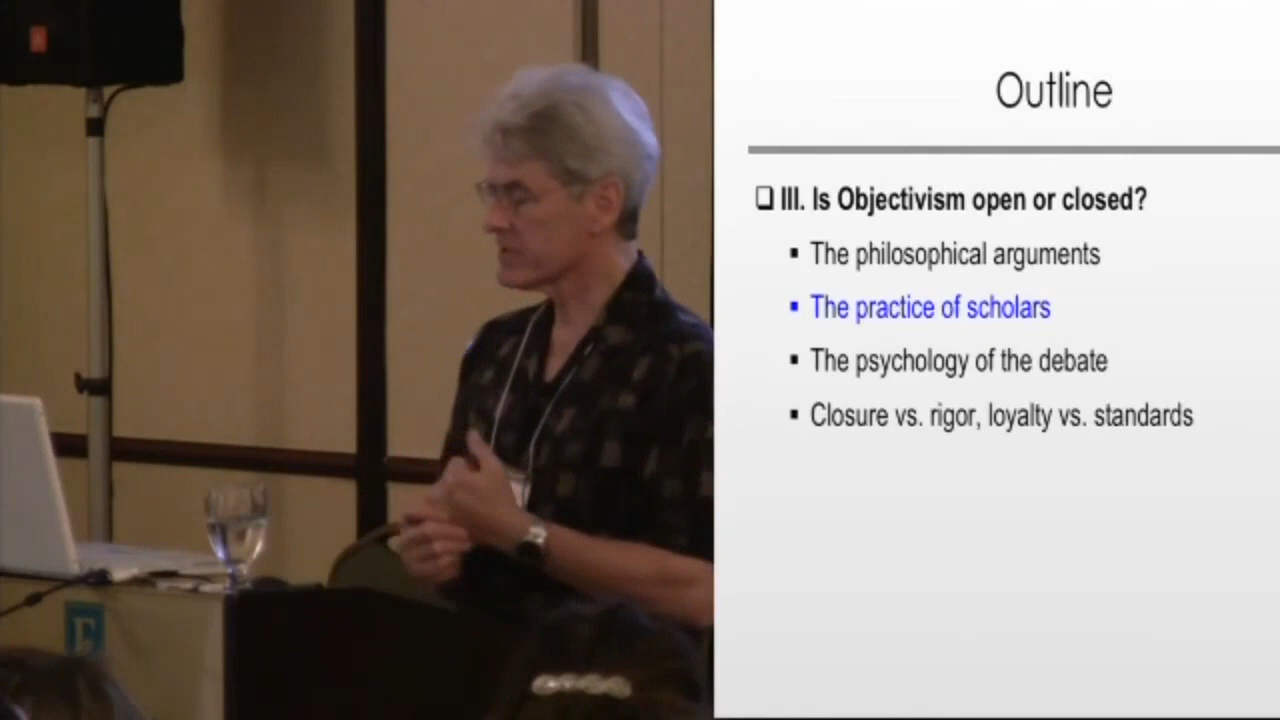 Outline
III. Is Objectivism open or closed?
The philosophical arguments
The practice of scholars
The psychology of the debate
Closure vs. rigor, loyalty vs. standards
E